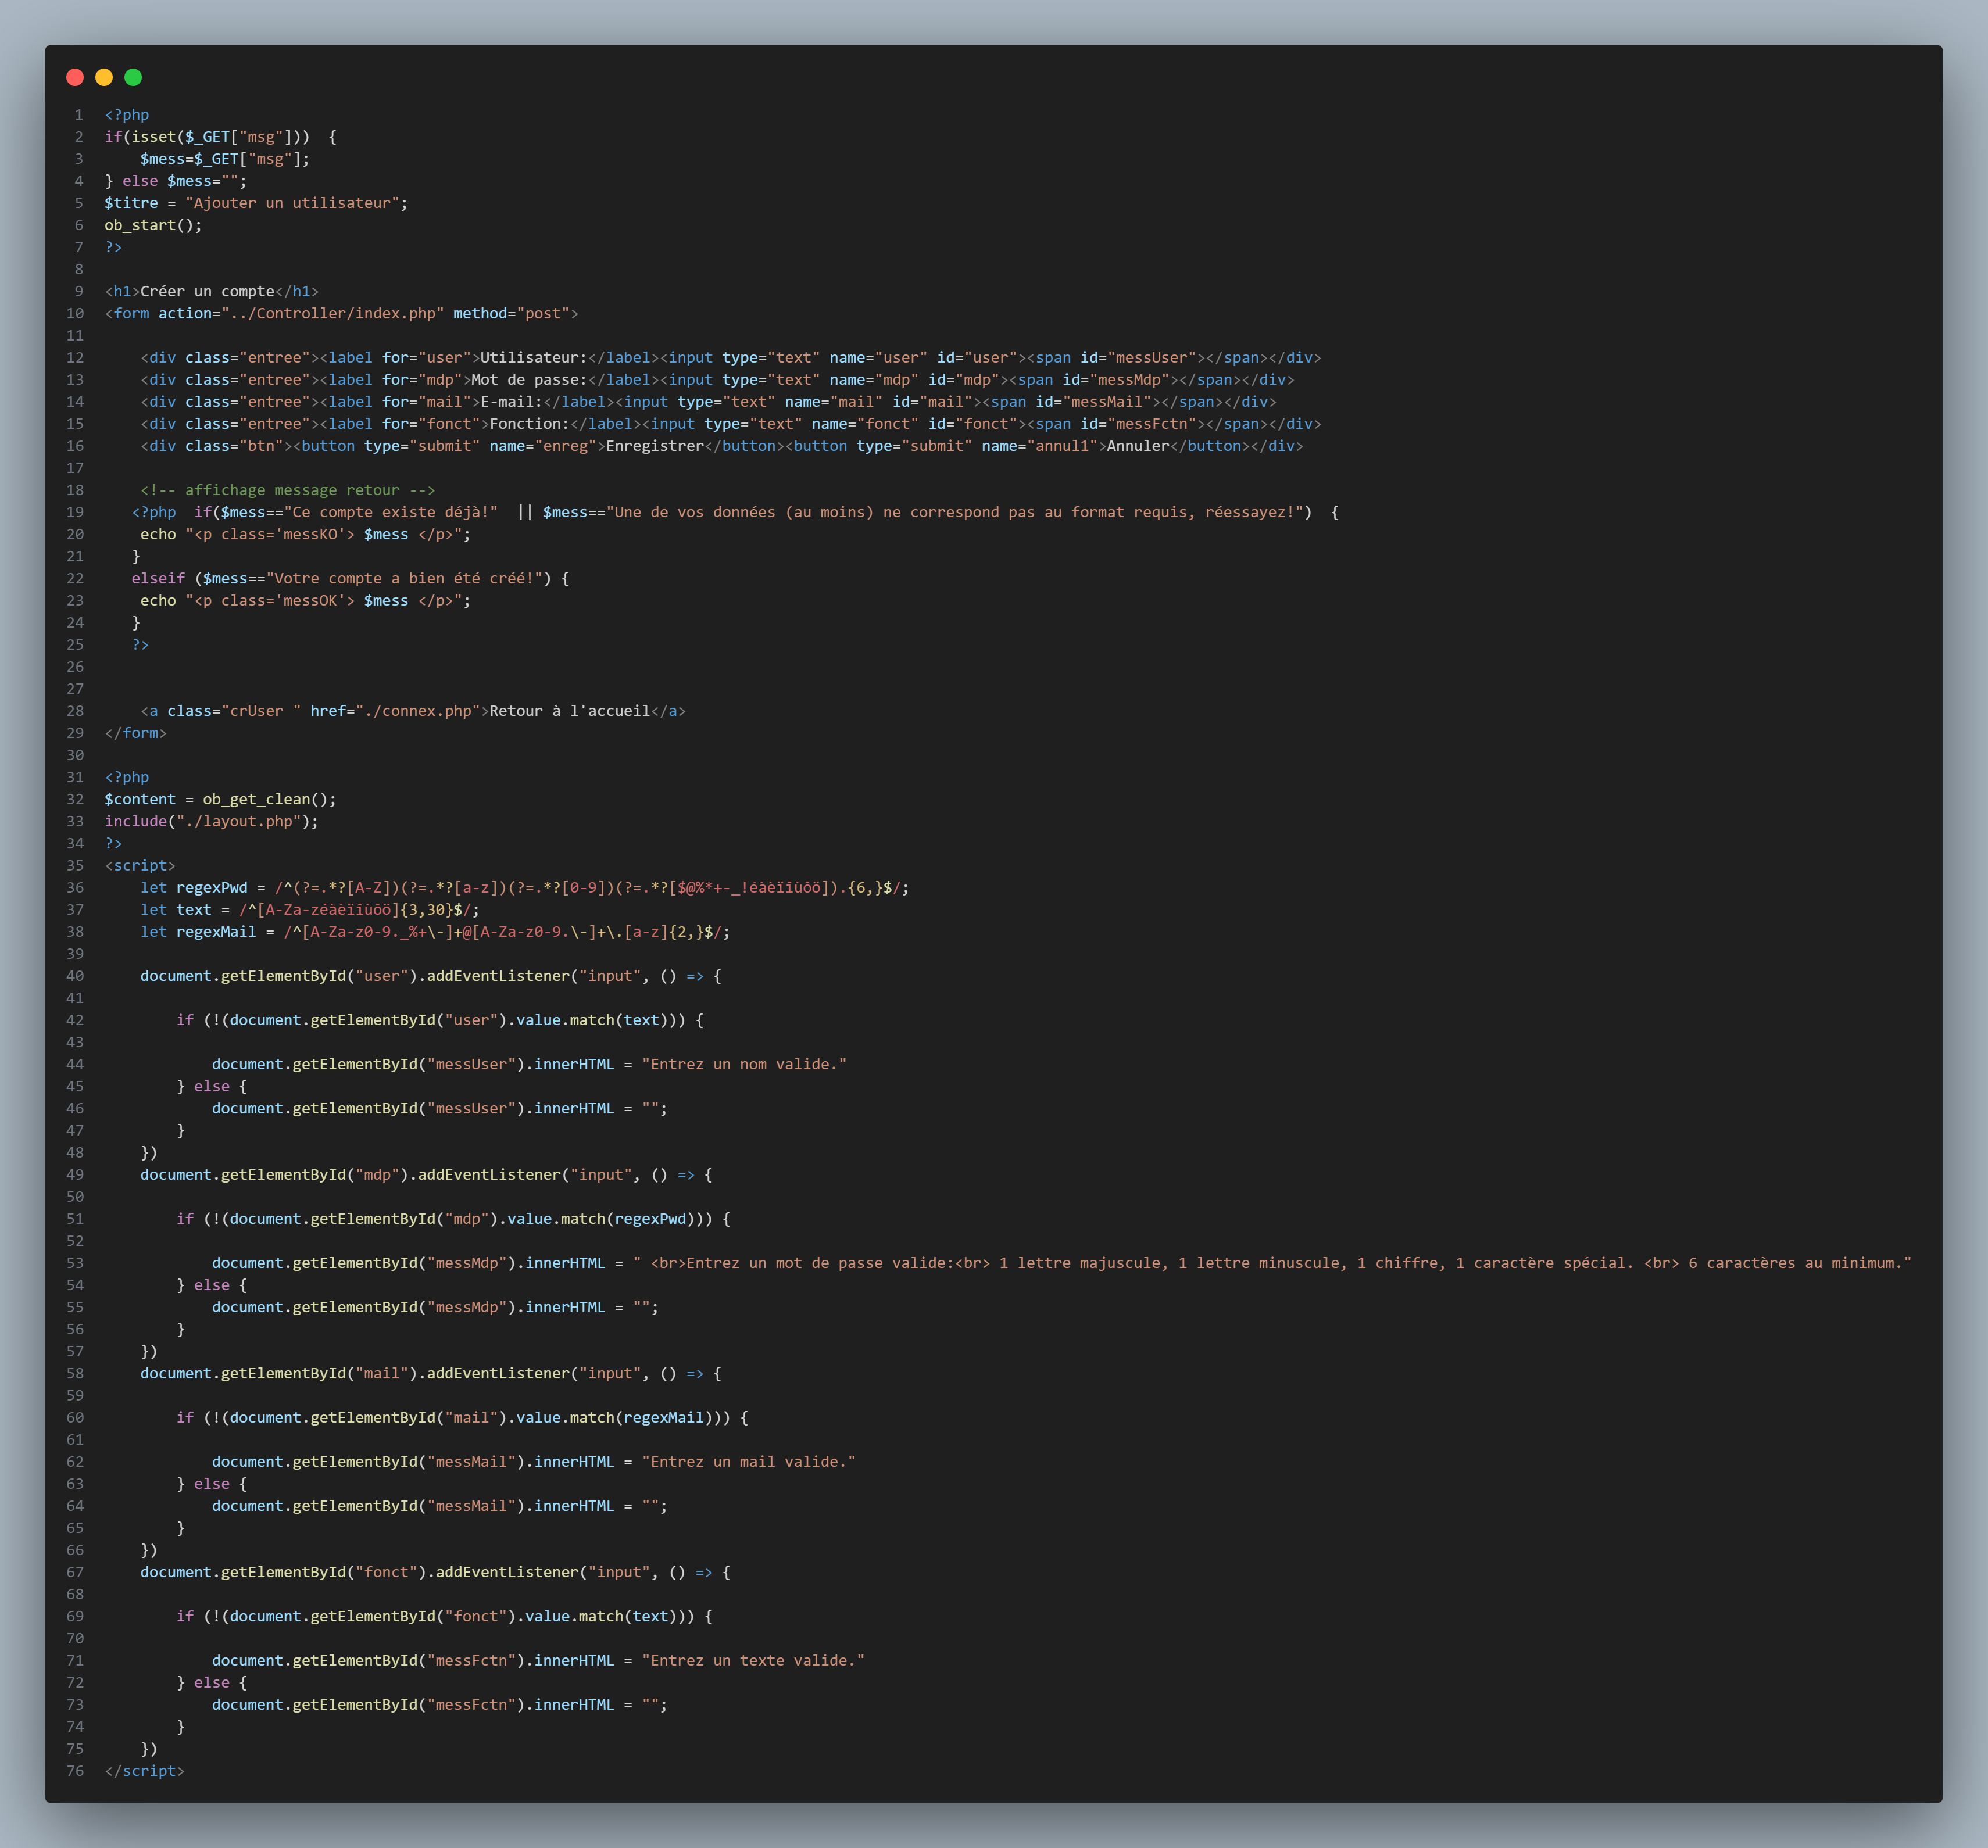 1 <?php
2 if(isset($_GET["msg"]))  {
3     $mess=$_GET["msg"];
4 } else $mess="";
5 $titre = "Ajouter un utilisateur";
6 ob_start();
7 ?>
8
9 <h1>Créer un compte</h1>
10 <form action="../Controller/index.php" method="post">
11
12     <div class="entree"><label for="user">Utilisateur:</label><input type="text" name="user" id="user"><span id="messUser"></span></div>
13     <div class="entree"><label for="mdp">Mot de passe:</label><input type="text" name="mdp" id="mdp"><span id="messMdp"></span></div>
14     <div class="entree"><label for="mail">E-mail:</label><input type="text" name="mail" id="mail"><span id="messMail"></span></div>
15     <div class="entree"><label for="fonct">Fonction:</label><input type="text" name="fonct" id="fonct"><span id="messFctn"></span></div>
16     <div class="btn"><button type="submit" name="enreg">Enregistrer</button><button type="submit" name="annul1">Annuler</button></div>
17
18     <!-- affichage message retour -->
19    <?php  if($mess=="Ce compte existe déjà!"  || $mess=="Une de vos données (au moins) ne correspond pas au format requis, réessayez!")  {
20     echo "<p class='messKO'> $mess </p>";
21    }
22    elseif ($mess=="Votre compte a bien été créé!") {
23     echo "<p class='messOK'> $mess </p>";
24    }
25    ?>
26
27
28     <a class="crUser " href="./connex.php">Retour à l'accueil</a>
29 </form>
30
31 <?php
32 $content = ob_get_clean();
33 include("./layout.php");
34 ?>
35 <script>
36     let regexPwd = /^(?=.*?[A-Z])(?=.*?[a-z])(?=.*?[0-9])(?=.*?[$@%*+-_!éàèïîùôö]).{6,}$/;
37     let text = /^[A-Za-zéàèïîùôö]{3,30}$/;
38     let regexMail = /^[A-Za-z0-9._%+\-]+@[A-Za-z0-9.\-]+\.[a-z]{2,}$/;
39
40     document.getElementById("user").addEventListener("input", () => {
41
42         if (!(document.getElementById("user").value.match(text))) {
43
44             document.getElementById("messUser").innerHTML = "Entrez un nom valide."
45         } else {
46             document.getElementById("messUser").innerHTML = "";
47         }
48     })
49     document.getElementById("mdp").addEventListener("input", () => {
50
51         if (!(document.getElementById("mdp").value.match(regexPwd))) {
52
53             document.getElementById("messMdp").innerHTML = " <br>Entrez un mot de passe valide:<br> 1 lettre majuscule, 1 lettre minuscule, 1 chiffre, 1 caractère spécial. <br> 6 caractères au minimum."
54         } else {
55             document.getElementById("messMdp").innerHTML = "";
56         }
57     })
58     document.getElementById("mail").addEventListener("input", () => {
59
60         if (!(document.getElementById("mail").value.match(regexMail))) {
61
62             document.getElementById("messMail").innerHTML = "Entrez un mail valide."
63         } else {
64             document.getElementById("messMail").innerHTML = "";
65         }
66     })
67     document.getElementById("fonct").addEventListener("input", () => {
68
69         if (!(document.getElementById("fonct").value.match(text))) {
70
71             document.getElementById("messFctn").innerHTML = "Entrez un texte valide."
72         } else {
73             document.getElementById("messFctn").innerHTML = "";
74         }
75     })
76 </script>